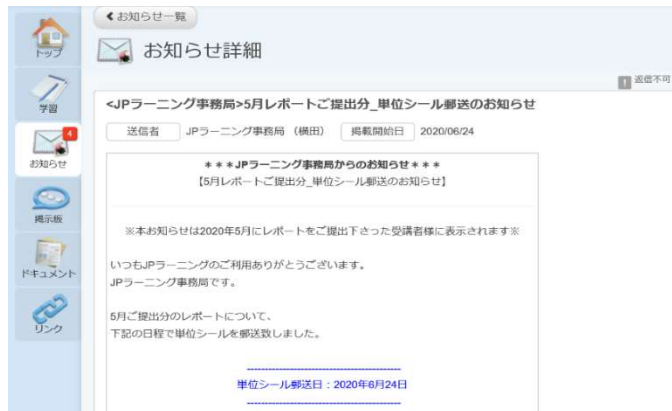 お知らせ一覧
トップ
お知らせ詳細
返信不可
学習
<JPラーニング事務局>5月レポートご提出分_単位シール郵送のお知らせ
送信者 JPラーニング事務局 （横田） 掲載開始日 2020/06/24
4
お知らせ
＊＊＊JPラーニング事務局からのお知らせ＊＊＊
【5月レポートご提出分_単位シール郵送のお知らせ】
掲示板
※本お知らせは2020年5月にレポートをご提出下さった受講者様に表示されます※
ドキュメント
いつもJPラーニングのご利用ありがとうございます。
JPラーニング事務局です。
リンク
5月ご提出分のレポートについて、
下記の日程で単位シールを郵送致しました。
----------------------------------------
単位シール郵送日：2020年6月24日
----------------------------------------